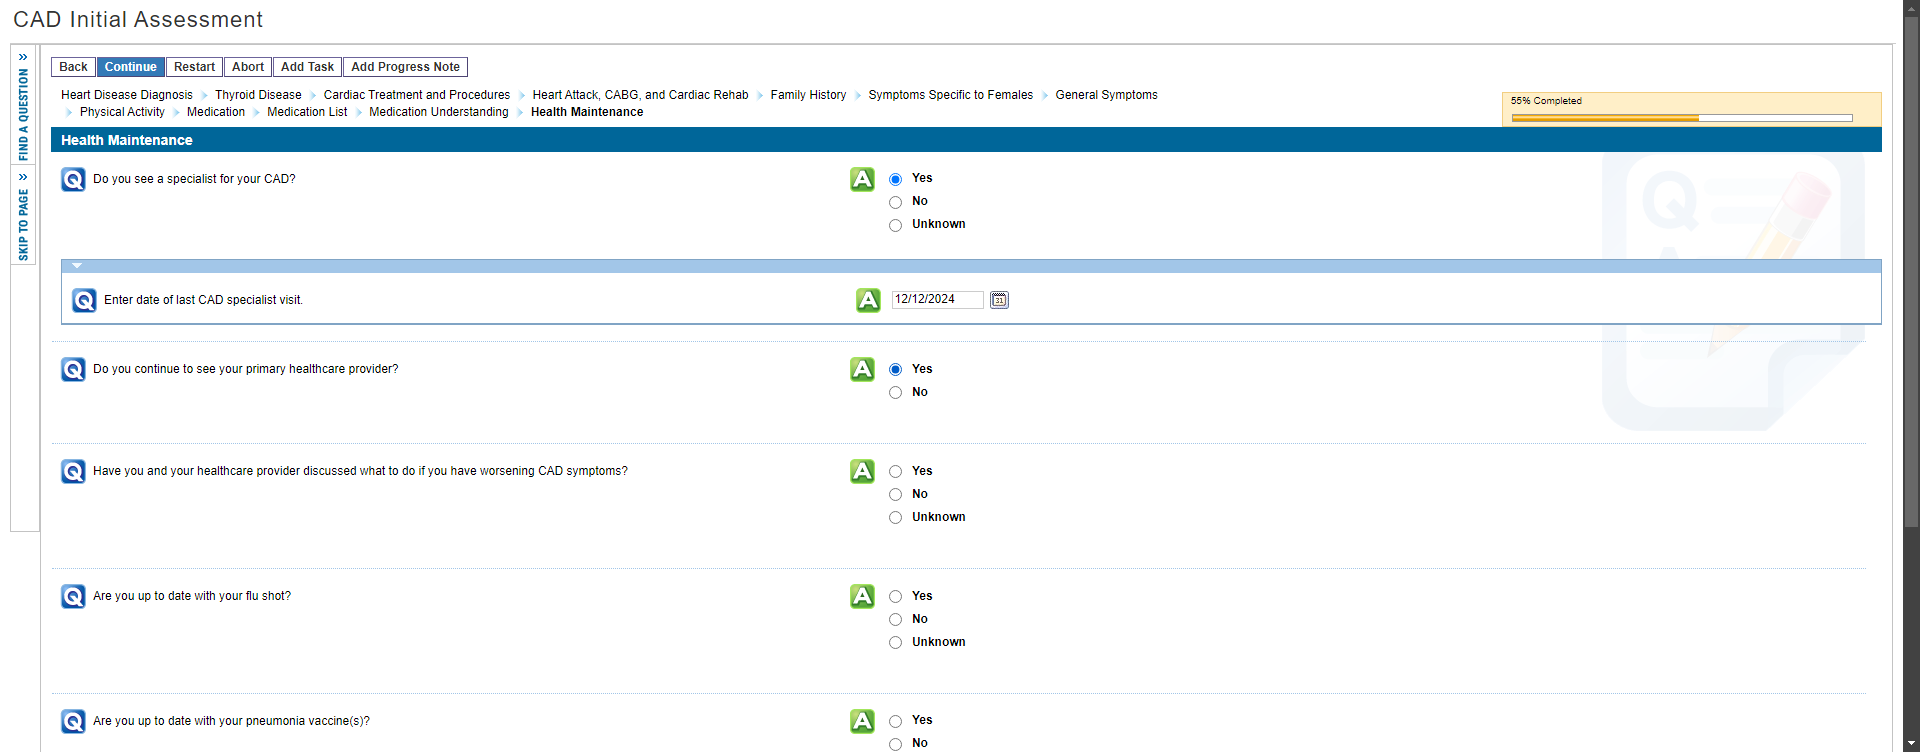 CAD Initial Assessment
FIND A QUESTION
SKIP TO PAGE
Back Continue Restart Abort Add Task Add Progress Note
Heart Disease Diagnosis Thyroid Disease Cardiac Treatment and Procedures Heart Attack, CABG, and Cardiac Rehab Family History Symptoms Specific to Females General Symptoms
Physical Activity Medication Medication List Medication Understanding Health Maintenance
55% Completed
Health Maintenance
Q Do you see a specialist for your CAD? A Yes
No
Unknown
Q Enter date of last CAD specialist visit. A 12/12/2024 31
Q Do you continue to see your primary healthcare provider? A Yes
No
Q Have you and your healthcare provider discussed what to do if you have worsening CAD symptoms? A Yes
No
Unknown
Q Are you up to date with your flu shot? A Yes
No
Unknown
Q Are you up to date with your pneumonia vaccine(s)? A Yes
No